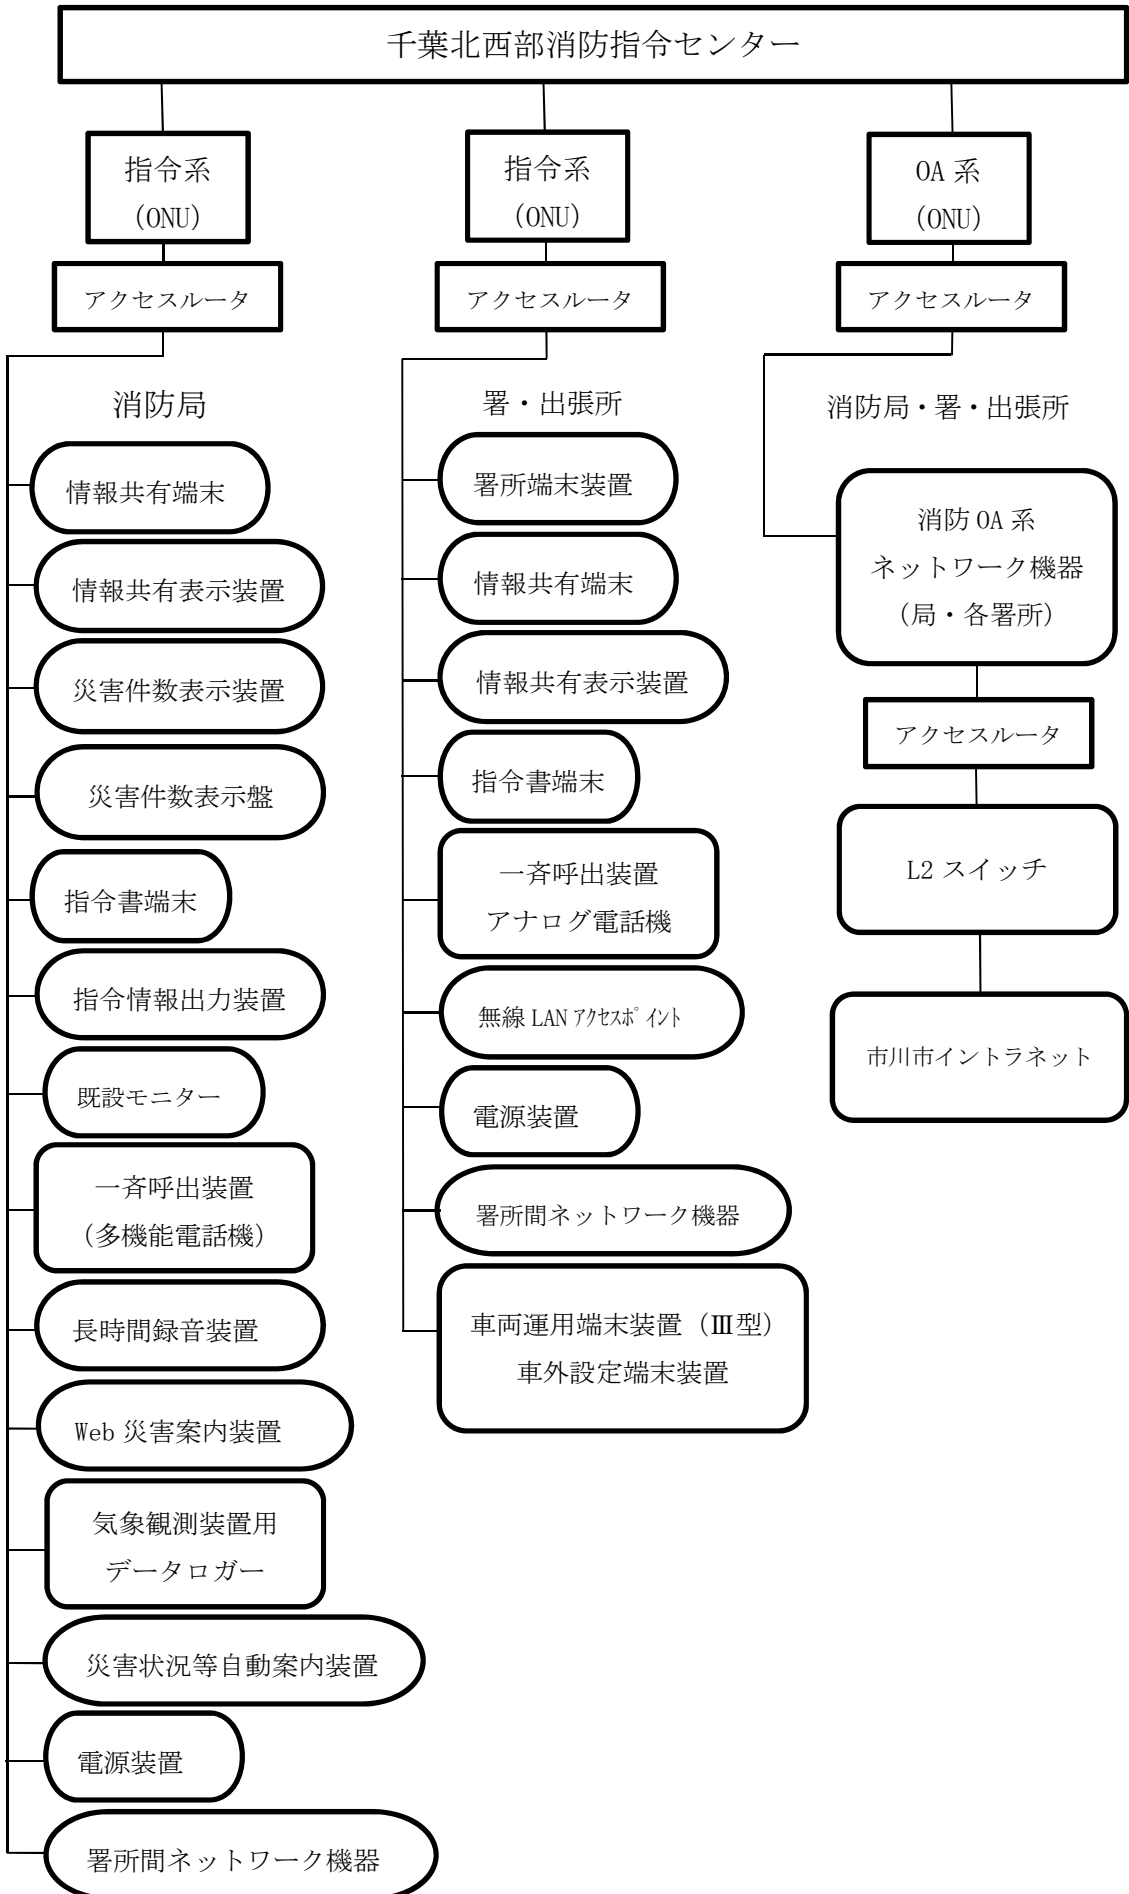 千葉北西部消防指令センター
指令系
(ONU)
アクセスルータ
消防局
情報共有端末
情報共有表示装置
災害件数表示装置
災害件数表示盤
指令書端末
指令情報出力装置
既設モニター
一斉呼出装置
(多機能電話機)
長時間録音装置
Web 災害案内装置
気象観測装置用
データロガー
災害状況等自動案内装置
電源装置
署所間ネットワーク機器
指令系
(ONU)
アクセスルータ
署・出張所
署所端末装置
情報共有端末
情報共有表示装置
指令書端末
一斉呼出装置
アナログ電話機
無線 LAN ｱｸｾｽﾎﾟｲﾝﾄ
電源装置
署所間ネットワーク機器
車両運用端末装置（Ⅲ型）
車外設定端末装置
OA 系
(ONU)
アクセスルータ
消防局・署・出張所
消防 OA 系
ネットワーク機器
（局・各署所）
アクセスルータ
L2 スイッチ
市川市イントラネット